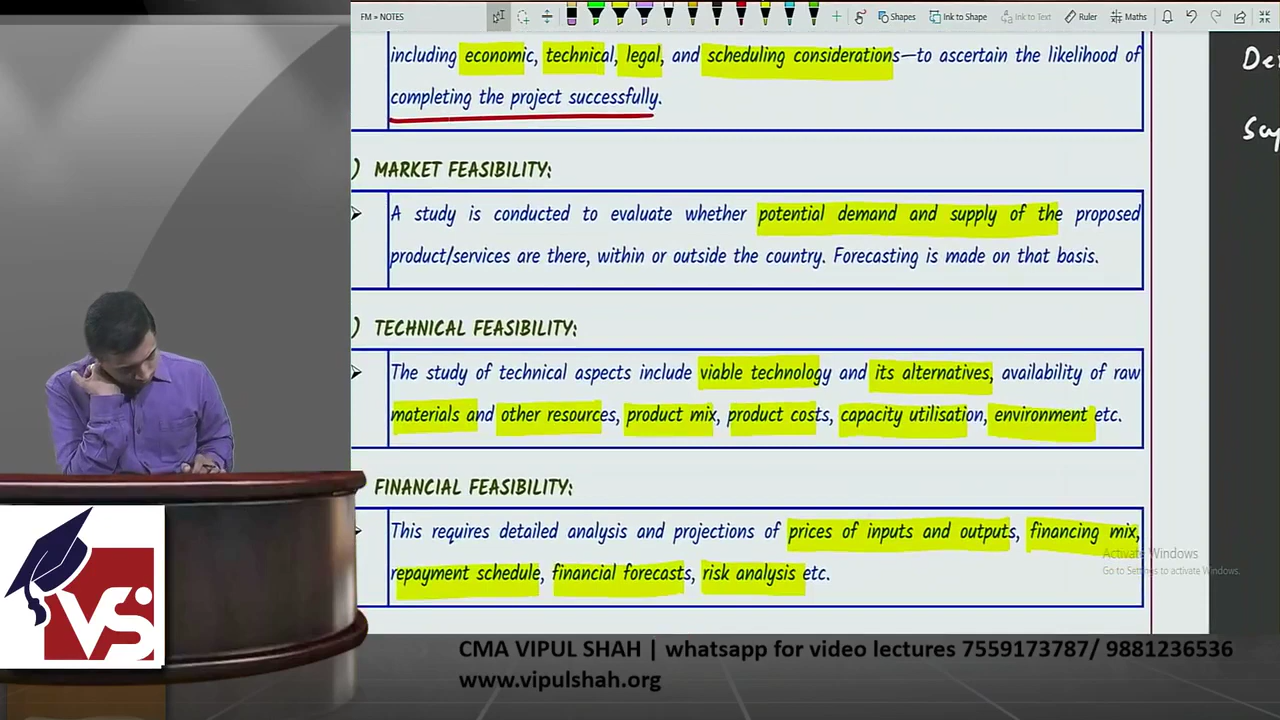 FM » NOTES
Shapes
Ink to Shape
Ink to Text
Ruler
Maths
including economic, technical, legal, and scheduling considerations—to ascertain the likelihood of
completing the project successfully.
) MARKET FEASIBILITY:
A study is conducted to evaluate whether potential demand and supply of the proposed
product/services are there, within or outside the country. Forecasting is made on that basis.
) TECHNICAL FEASIBILITY:
The study of technical aspects include viable technology and its alternatives, availability of raw
materials and other resources, product mix, product costs, capacity utilisation, environment etc.
FINANCIAL FEASIBILITY:
This requires detailed analysis and projections of prices of inputs and outputs, financing mix,
repayment schedule, financial forecasts, risk analysis etc.
Activate Windows
Go to Settings to activate Windows.
VS
CMA VIPUL SHAH | whatsapp for video lectures 7559173787/ 9881236536
www.vipulshah.org